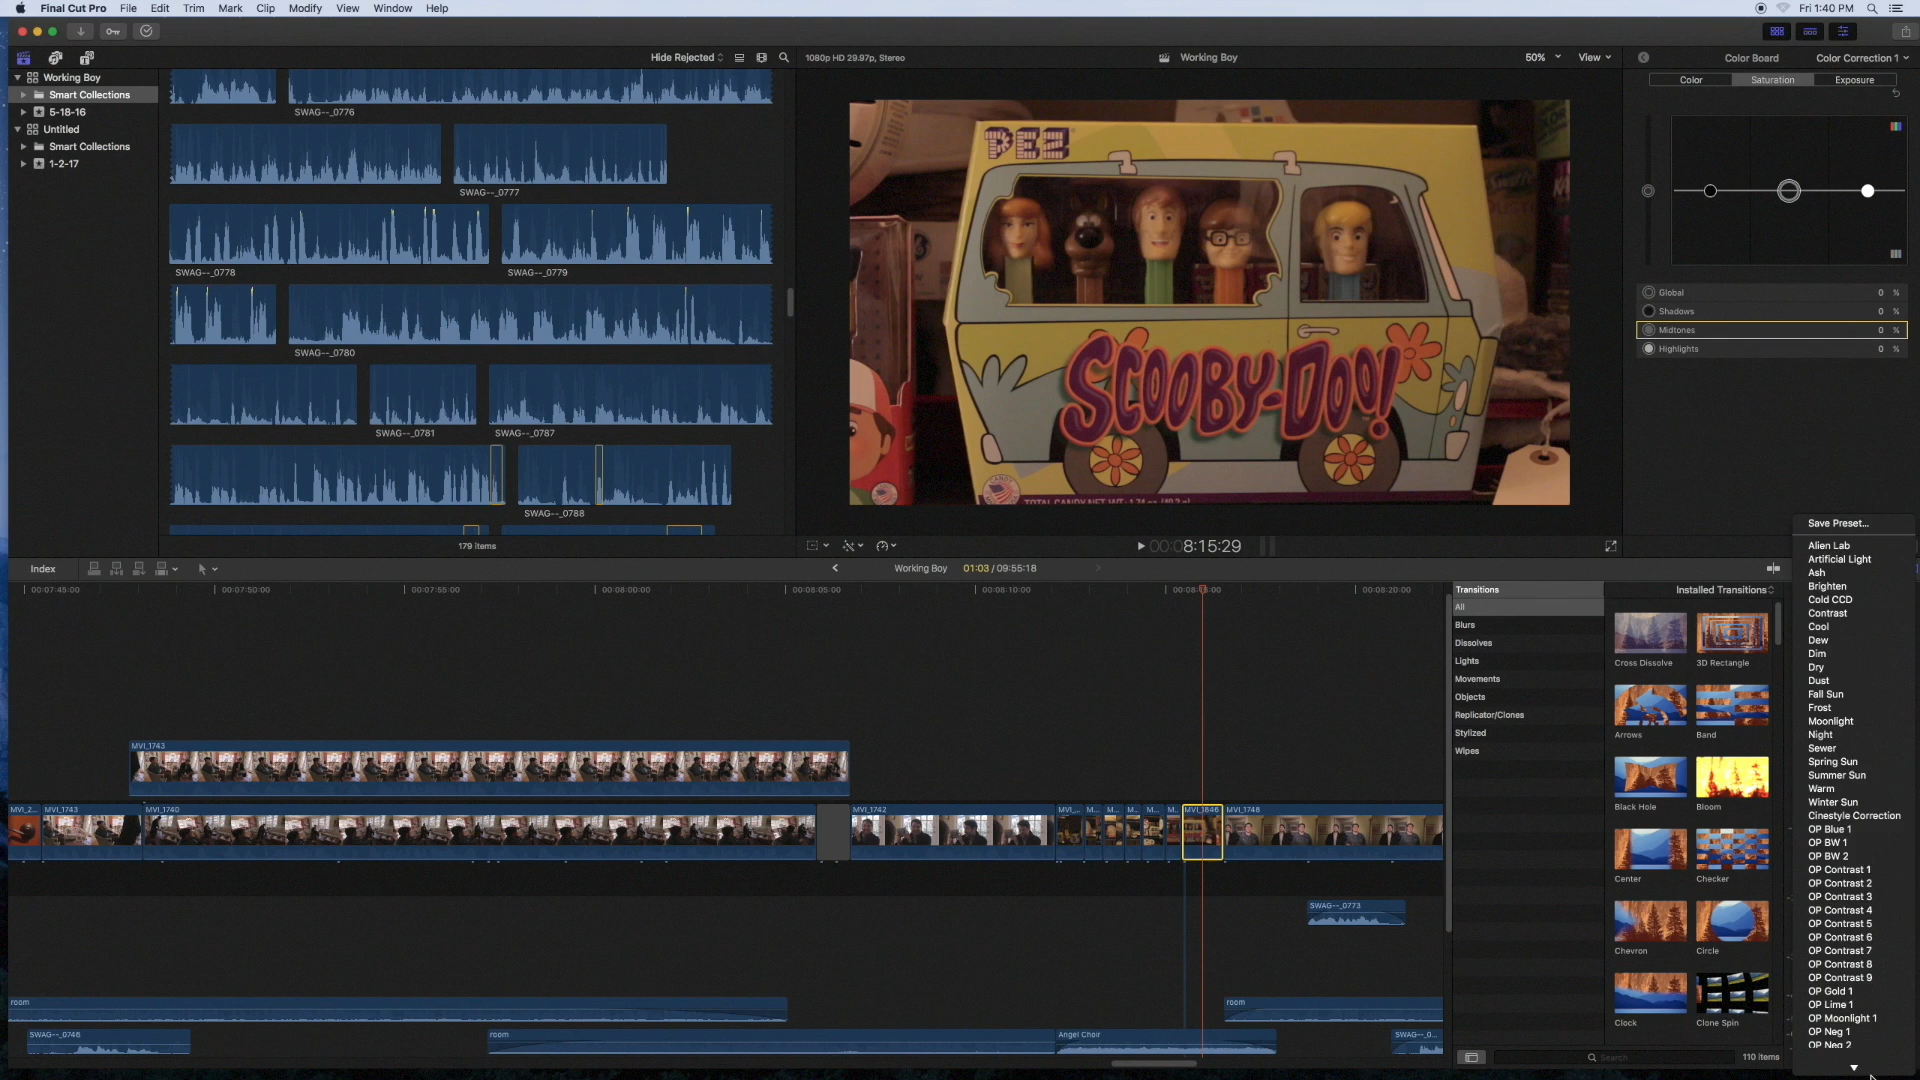 Final Cut Pro File Edit Trim Mark Clip Modify View Window Help
Fri 1:40 PM
Hide Rejected
1080p HD 29.97p, Stereo
Working Boy
50%
View
Color Board
Color Correction 1
Working Boy
Smart Collections
5-18-16
Untitled
Smart Collections
1-2-17
SWAG--_0776
SWAG--_0777
SWAG--_0778
SWAG--_0779
SWAG--_0780
SWAG--_0781
SWAG--_0787
SWAG--_0788
179 items
PEZ
SCOOBY-DOO!
TOTAL CANDY NET WT.
Color Saturation Exposure
Global 0 %
Shadows 0 %
Midtones 0 %
Highlights 0 %
00:08:15:29
Index
Working Boy 01:03 / 09:55:18
00:07:45:00
00:07:50:00
00:07:55:00
00:08:00:00
00:08:05:00
00:08:10:00
00:08:20:00
MVI_1743
MVI_2...
MVI_1743
MVI_1740
MVI_1742
MVI_...
M...
M...
M...
M...
M...
MVI_1846
MVI_1748
SWAG--_0773
room
room
SWAG--_0746
room
Angel Choir
SWAG--_0...
Transitions
All
Blurs
Dissolves
Lights
Movements
Objects
Replicator/Clones
Stylized
Wipes
Installed Transitions
Cross Dissolve
3D Rectangle
Arrows
Band
Black Hole
Bloom
Center
Checker
Chevron
Circle
Clock
Clone Spin
Search
110 items
Save Preset...
Alien Lab
Artificial Light
Ash
Brighten
Cold CCD
Contrast
Cool
Dew
Dim
Dry
Dust
Fall Sun
Frost
Moonlight
Night
Sewer
Spring Sun
Summer Sun
Warm
Winter Sun
Cinestyle Correction
OP Blue 1
OP BW 1
OP BW 2
OP Contrast 1
OP Contrast 2
OP Contrast 3
OP Contrast 4
OP Contrast 5
OP Contrast 6
OP Contrast 7
OP Contrast 8
OP Contrast 9
OP Gold 1
OP Lime 1
OP Moonlight 1
OP Neg 1
OP Neg 2